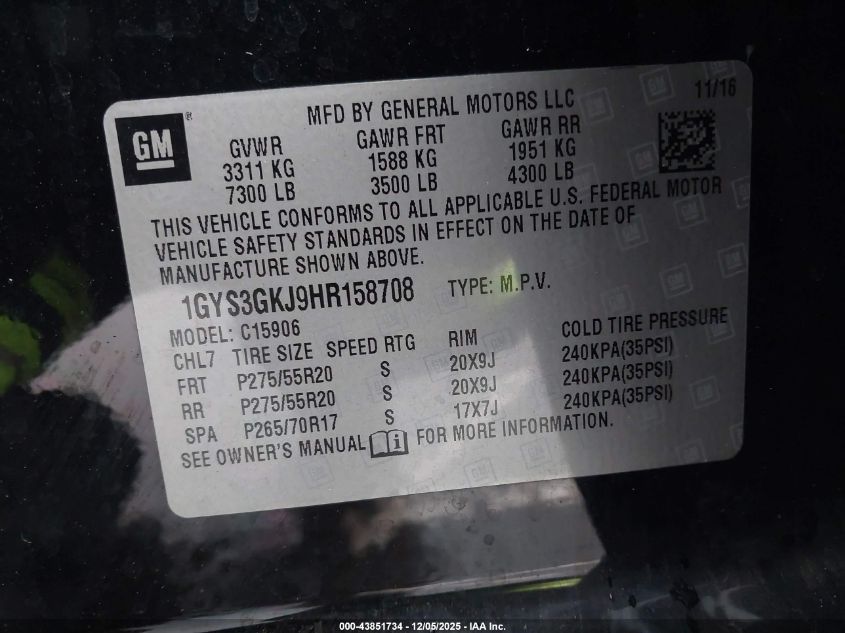 GM®
MFD BY GENERAL MOTORS LLC
11/16
GVWR GAWR FRT GAWR RR
3311 KG 1588 KG 1951 KG
7300 LB 3500 LB 4300 LB
THIS VEHICLE CONFORMS TO ALL APPLICABLE U.S. FEDERAL MOTOR
VEHICLE SAFETY STANDARDS IN EFFECT ON THE DATE OF
MANUFACTURE SHOWN ABOVE.
1GYS3GKJ9HR158708 TYPE: M.P.V.
MODEL: C15906
CHL7 TIRE SIZE SPEED RTG RIM COLD TIRE PRESSURE
FRT P275/55R20 S 20X9J 240KPA(35PSI)
RR P275/55R20 S 20X9J 240KPA(35PSI)
SPA P265/70R17 S 17X7J 240KPA(35PSI)
SEE OWNER'S MANUAL FOR MORE INFORMATION.
000-43851734 - 12/05/2025 - IAA Inc.